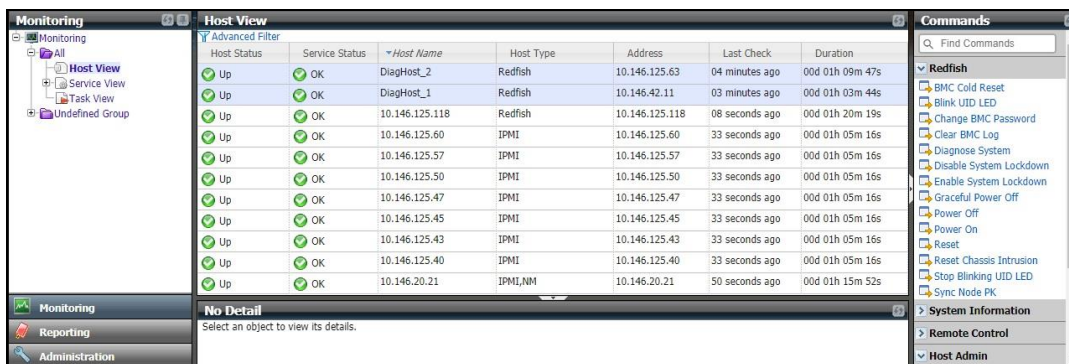 Monitoring
Monitoring
All
Host View
Service View
Task View
Undefined Group
Monitoring
Reporting
Administration
Host View
Advanced Filter
Host Status Service Status Host Name Host Type Address Last Check Duration
Up OK DiagHost_2 Redfish 10.146.125.63 04 minutes ago 00d 01h 09m 47s
Up OK DiagHost_1 Redfish 10.146.42.11 03 minutes ago 00d 01h 03m 44s
Up OK 10.146.125.118 Redfish 10.146.125.118 08 seconds ago 00d 01h 20m 19s
Up OK 10.146.125.60 IPMI 10.146.125.60 33 seconds ago 00d 01h 05m 16s
Up OK 10.146.125.57 IPMI 10.146.125.57 33 seconds ago 00d 01h 05m 16s
Up OK 10.146.125.50 IPMI 10.146.125.50 33 seconds ago 00d 01h 05m 16s
Up OK 10.146.125.47 IPMI 10.146.125.47 33 seconds ago 00d 01h 05m 16s
Up OK 10.146.125.45 IPMI 10.146.125.45 33 seconds ago 00d 01h 05m 16s
Up OK 10.146.125.43 IPMI 10.146.125.43 33 seconds ago 00d 01h 05m 16s
Up OK 10.146.125.40 IPMI 10.146.125.40 33 seconds ago 00d 01h 05m 16s
Up OK 10.146.20.21 IPMI,NM 10.146.20.21 50 seconds ago 00d 01h 15m 52s
No Detail
Select an object to view its details.
Commands
Find Commands
Redfish
BMC Cold Reset
Blink UID LED
Change BMC Password
Clear BMC Log
Diagnose System
Disable System Lockdown
Enable System Lockdown
Graceful Power Off
Power Off
Power On
Reset
Reset Chassis Intrusion
Stop Blinking UID LED
Sync Node PK
System Information
Remote Control
Host Admin